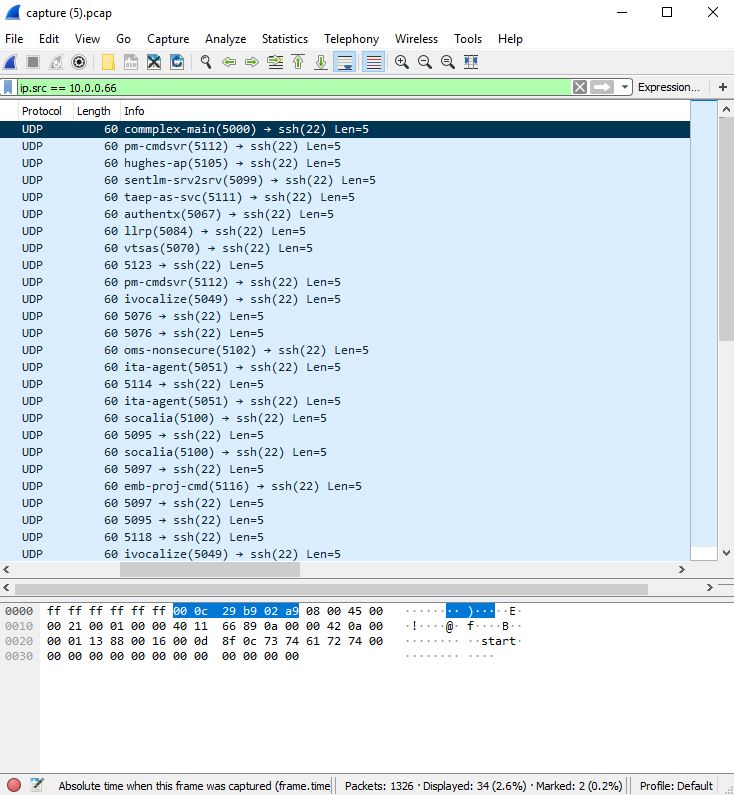 capture (5).pcap
File Edit View Go Capture Analyze Statistics Telephony Wireless Tools Help
ip.src == 10.0.0.66 Expression... +
Protocol Length Info
UDP 60 commplex-main(5000) → ssh(22) Len=5
UDP 60 pm-cmdsvr(5112) → ssh(22) Len=5
UDP 60 hughes-ap(5105) → ssh(22) Len=5
UDP 60 sentlm-srv2srv(5099) → ssh(22) Len=5
UDP 60 taep-as-svc(5111) → ssh(22) Len=5
UDP 60 authentx(5067) → ssh(22) Len=5
UDP 60 llrp(5084) → ssh(22) Len=5
UDP 60 vtsas(5070) → ssh(22) Len=5
UDP 60 5123 → ssh(22) Len=5
UDP 60 pm-cmdsvr(5112) → ssh(22) Len=5
UDP 60 ivocalize(5049) → ssh(22) Len=5
UDP 60 5076 → ssh(22) Len=5
UDP 60 5076 → ssh(22) Len=5
UDP 60 oms-nonsecure(5102) → ssh(22) Len=5
UDP 60 ita-agent(5051) → ssh(22) Len=5
UDP 60 5114 → ssh(22) Len=5
UDP 60 ita-agent(5051) → ssh(22) Len=5
UDP 60 socalia(5100) → ssh(22) Len=5
UDP 60 5095 → ssh(22) Len=5
UDP 60 socalia(5100) → ssh(22) Len=5
UDP 60 5097 → ssh(22) Len=5
UDP 60 emb-proj-cmd(5116) → ssh(22) Len=5
UDP 60 5097 → ssh(22) Len=5
UDP 60 5095 → ssh(22) Len=5
UDP 60 5118 → ssh(22) Len=5
UDP 60 ivocalize(5049) → ssh(22) Len=5
0000 ff ff ff ff ff ff 00 0c 29 b9 02 a9 08 00 45 00 ········)·····E·
0010 00 21 00 01 00 00 40 11 66 89 0a 00 00 42 0a 00 ·!····@·f····B··
0020 00 01 13 88 00 16 00 0d 8f 0c 73 74 61 72 74 00 ··········start·
0030 00 00 00 00 00 00 00 00 00 00 00 00 ············
Absolute time when this frame was captured (frame.time Packets: 1326 · Displayed: 34 (2.6%) · Marked: 2 (0.2%) Profile: Default